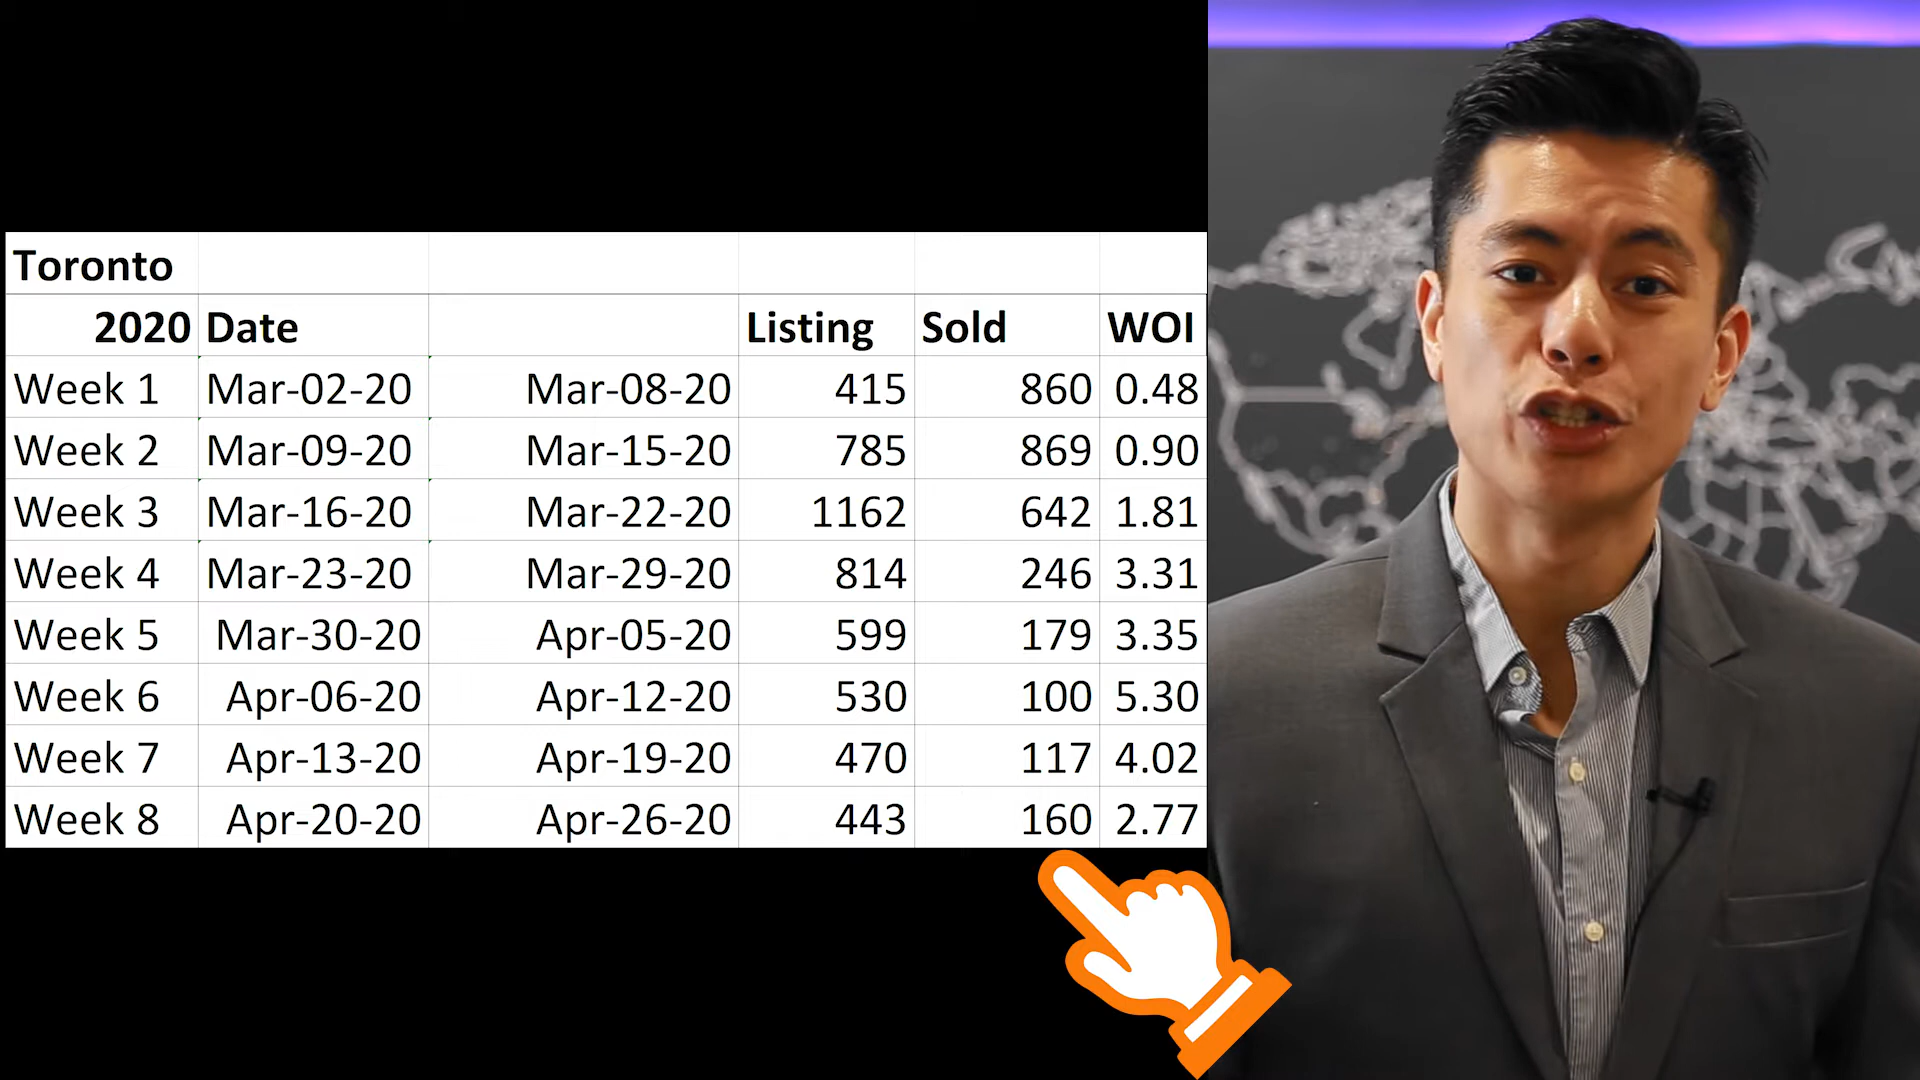 Toronto
2020 Date Listing Sold WOI
Week 1 Mar-02-20 Mar-08-20 415 860 0.48
Week 2 Mar-09-20 Mar-15-20 785 869 0.90
Week 3 Mar-16-20 Mar-22-20 1162 642 1.81
Week 4 Mar-23-20 Mar-29-20 814 246 3.31
Week 5 Mar-30-20 Apr-05-20 599 179 3.35
Week 6 Apr-06-20 Apr-12-20 530 100 5.30
Week 7 Apr-13-20 Apr-19-20 470 117 4.02
Week 8 Apr-20-20 Apr-26-20 443 160 2.77